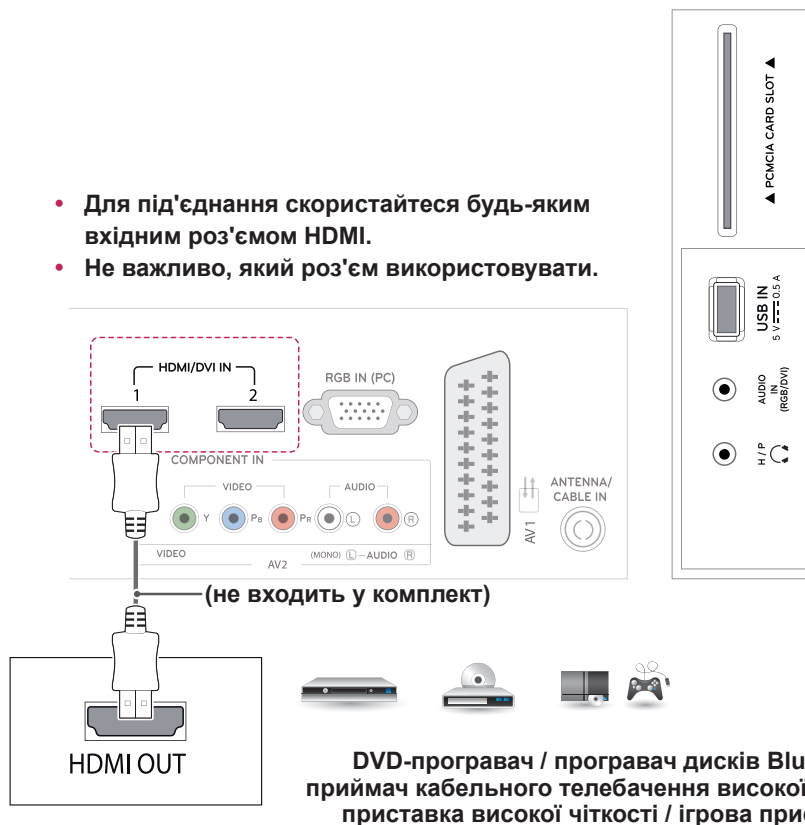 ▲ PCMCIA CARD SLOT ▲
• Для під'єднання скористайтеся будь-яким
вхідним роз'ємом HDMI.
• Не важливо, який роз'єм використовувати.
USB IN
5 V 0.5 A
AUDIO
IN
(RGB/DVI)
H / P
HDMI/DVI IN
1 2
RGB IN (PC)
COMPONENT IN
VIDEO AUDIO
Y PB PR L R
VIDEO (MONO) L – AUDIO R
AV2
AV1
ANTENNA/
CABLE IN
(не входить у комплект)
HDMI OUT
DVD-програвач / програвач дисків Blu
приймач кабельного телебачення високої
приставка високої чіткості / ігрова